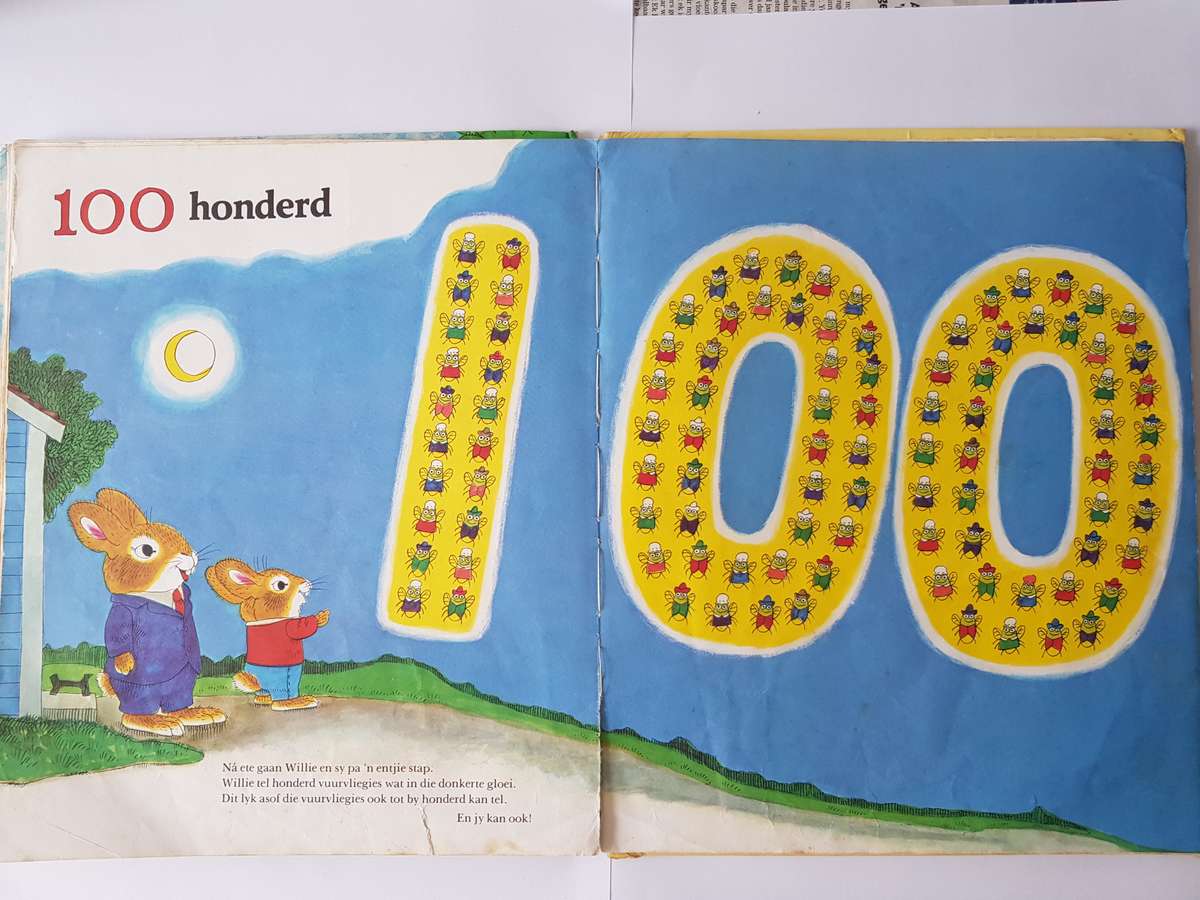 100 honderd
Ná ete gaan Willie en sy pa 'n entjie stap.
Willie tel honderd vuurvliegies wat in die donkerte gloei.
Dit lyk asof die vuurvliegies ook tot by honderd kan tel.
En jy kan ook!
100